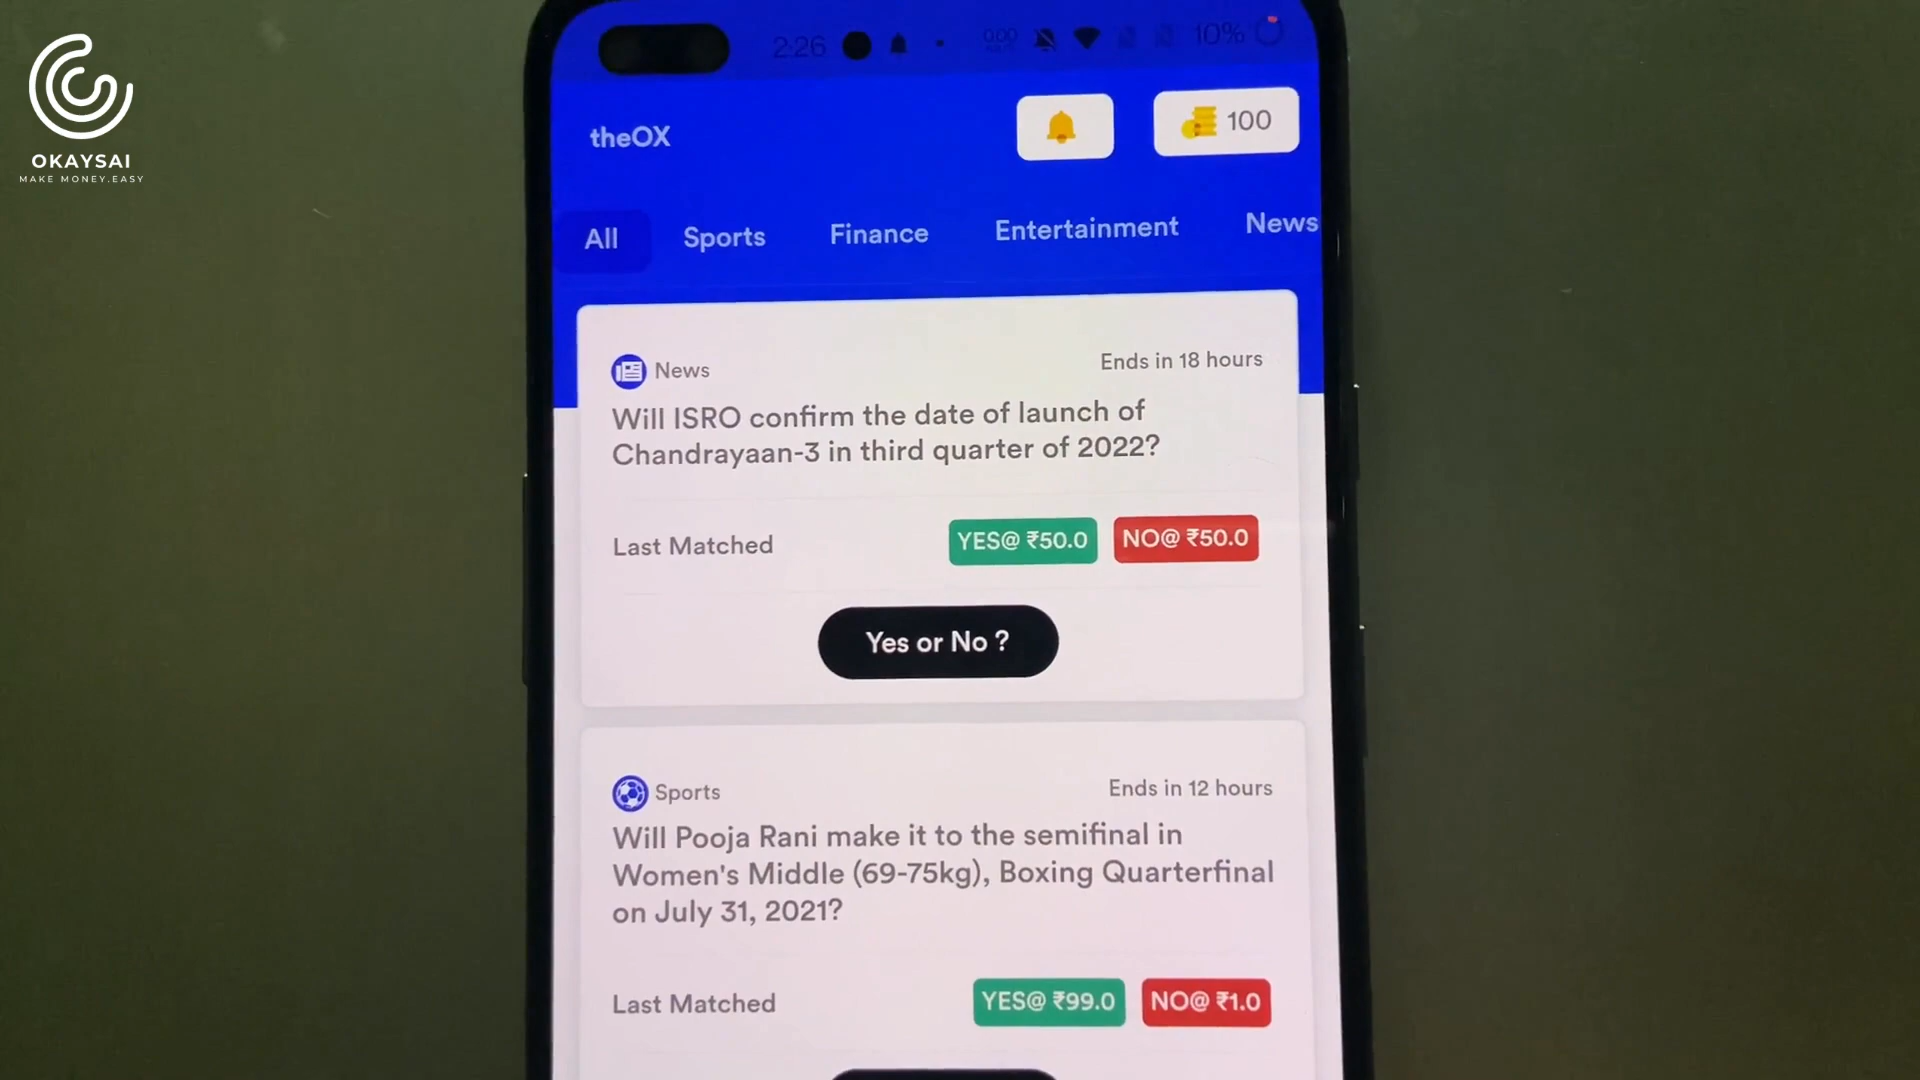 OKAYSAI
MAKE MONEY.EASY
2:26
10%
theOX
100
All
Sports
Finance
Entertainment
News
News
Ends in 18 hours
Will ISRO confirm the date of launch of
Chandrayaan-3 in third quarter of 2022?
Last Matched
YES@ ₹50.0
NO@ ₹50.0
Yes or No ?
Sports
Ends in 12 hours
Will Pooja Rani make it to the semifinal in
Women's Middle (69-75kg), Boxing Quarterfinal
on July 31, 2021?
Last Matched
YES@ ₹99.0
NO@ ₹1.0